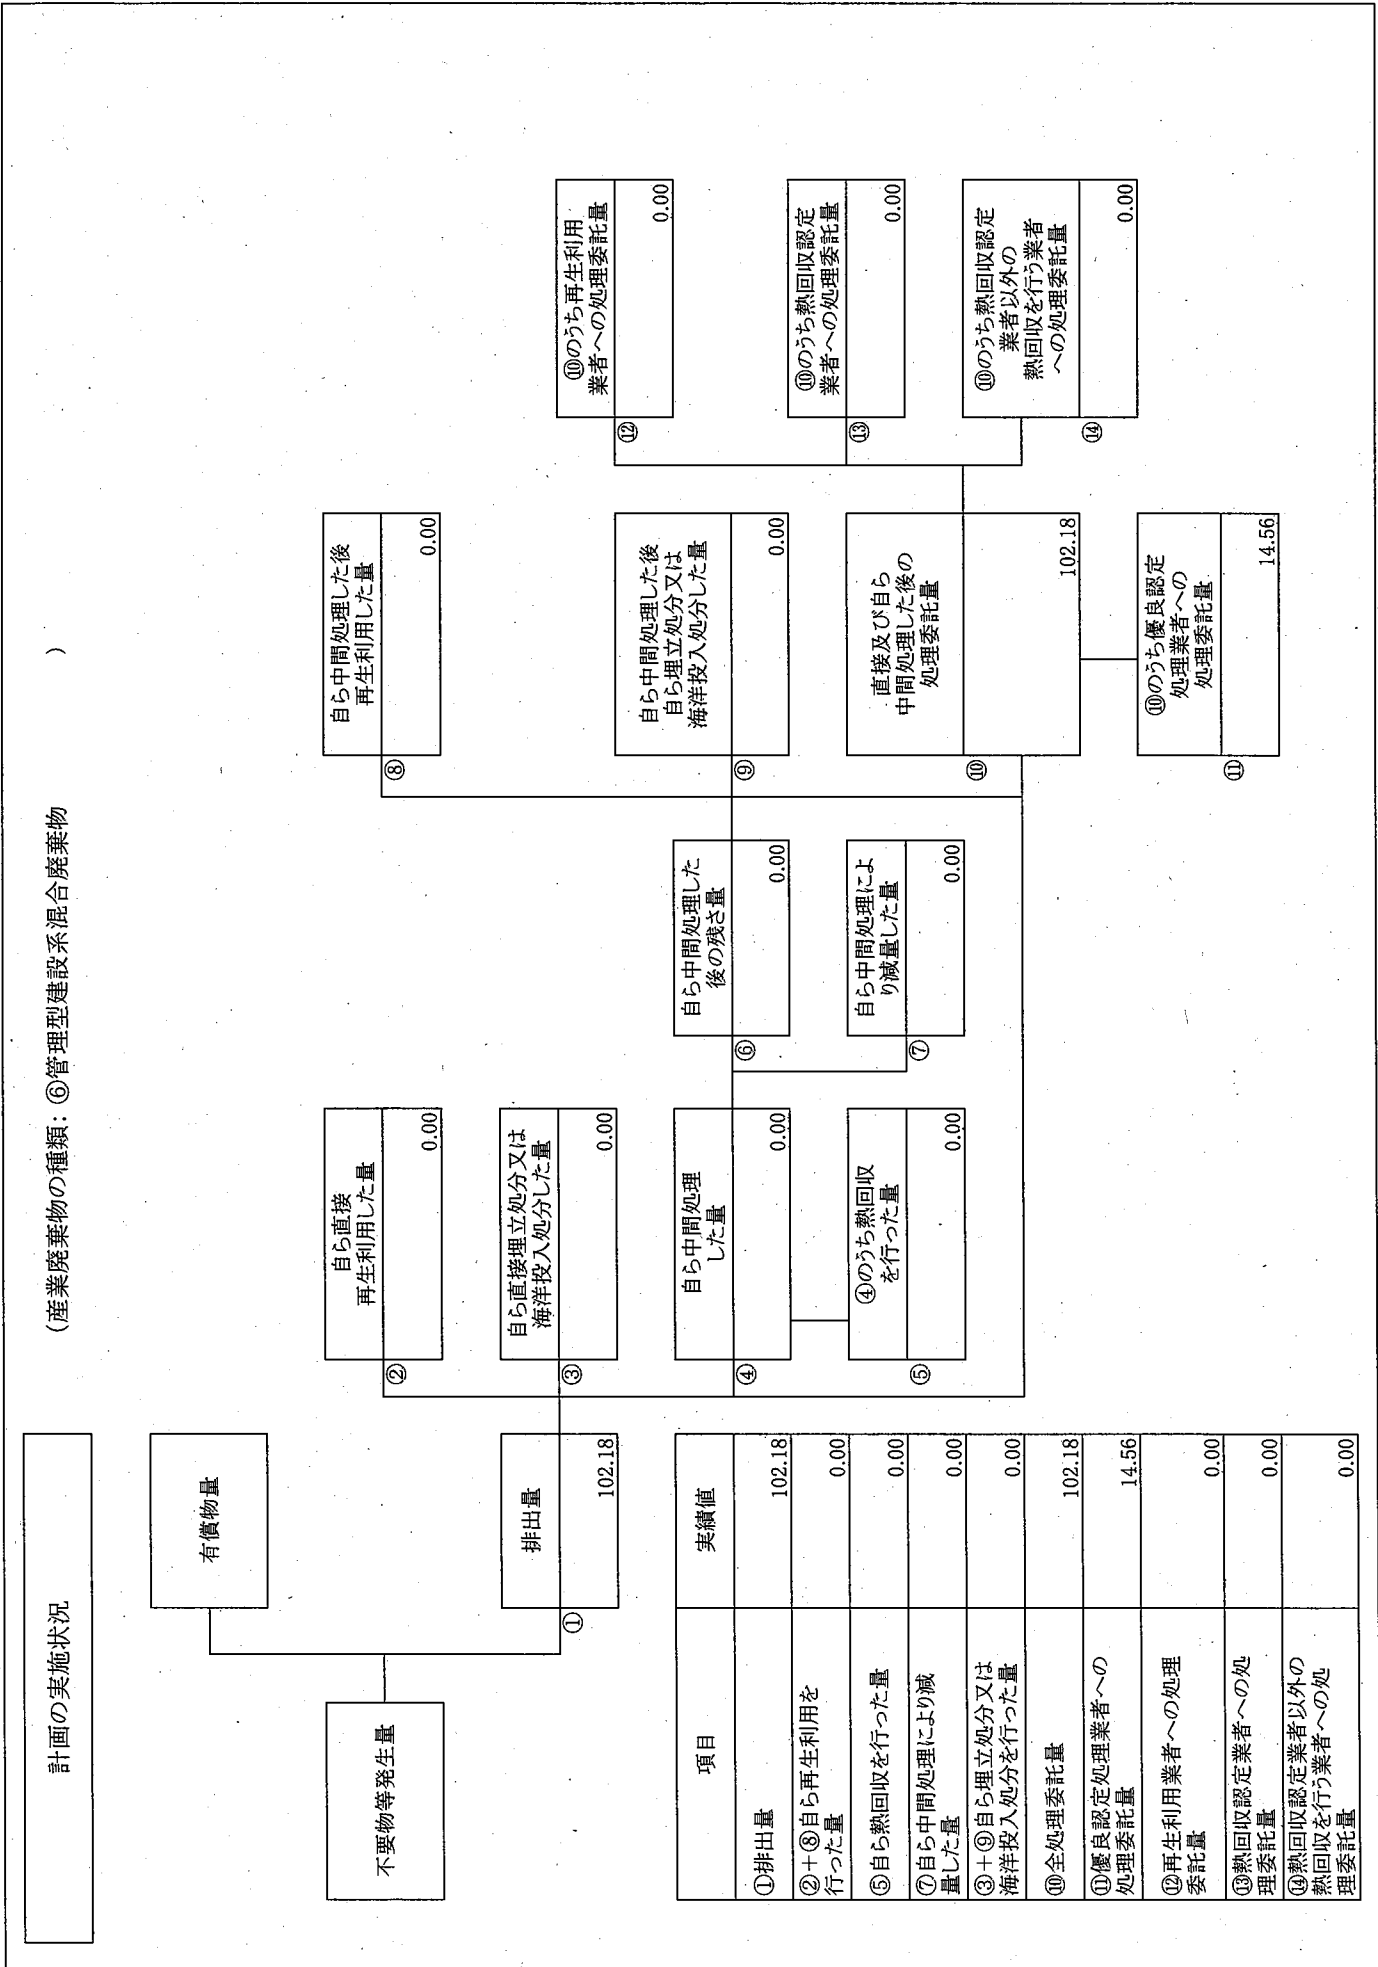 計画の実施状況
(産業廃棄物の種類：⑥管理型建設系混合廃棄物　　　　　)
不要物等発生量
有償物量
排出量
①
102.18
自ら直接
再生利用した量
②
0.00
自ら直接埋立処分又は
海洋投入処分した量
③
0.00
自ら中間処理
した量
④
0.00
④のうち熱回収
を行った量
⑤
0.00
自ら中間処理した
後の残さ量
⑥
0.00
自ら中間処理によ
り減量した量
⑦
0.00
自ら中間処理した後
再生利用した量
⑧
0.00
自ら中間処理した後
自ら埋立処分又は
海洋投入処分した量
⑨
0.00
直接及び自ら
中間処理した後の
処理委託量
⑩
102.18
⑩のうち優良認定
処理業者への
処理委託量
⑪
14.56
⑩のうち再生利用
業者への処理委託量
⑫
0.00
⑩のうち熱回収認定
業者への処理委託量
⑬
0.00
⑩のうち熱回収認定
業者以外の
熱回収を行う業者
への処理委託量
⑭
0.00
項目 実績値
①排出量 102.18
②+⑧自ら再生利用を
行った量 0.00
⑤自ら熱回収を行った量 0.00
⑦自ら中間処理により減
量した量 0.00
③+⑨自ら埋立処分又は
海洋投入処分を行った量 0.00
⑩全処理委託量 102.18
⑪優良認定処理業者への
処理委託量 14.56
⑫再生利用業者への処理
委託量 0.00
⑬熱回収認定業者への処
理委託量 0.00
⑭熱回収認定業者以外の
熱回収を行う業者への処
理委託量 0.00